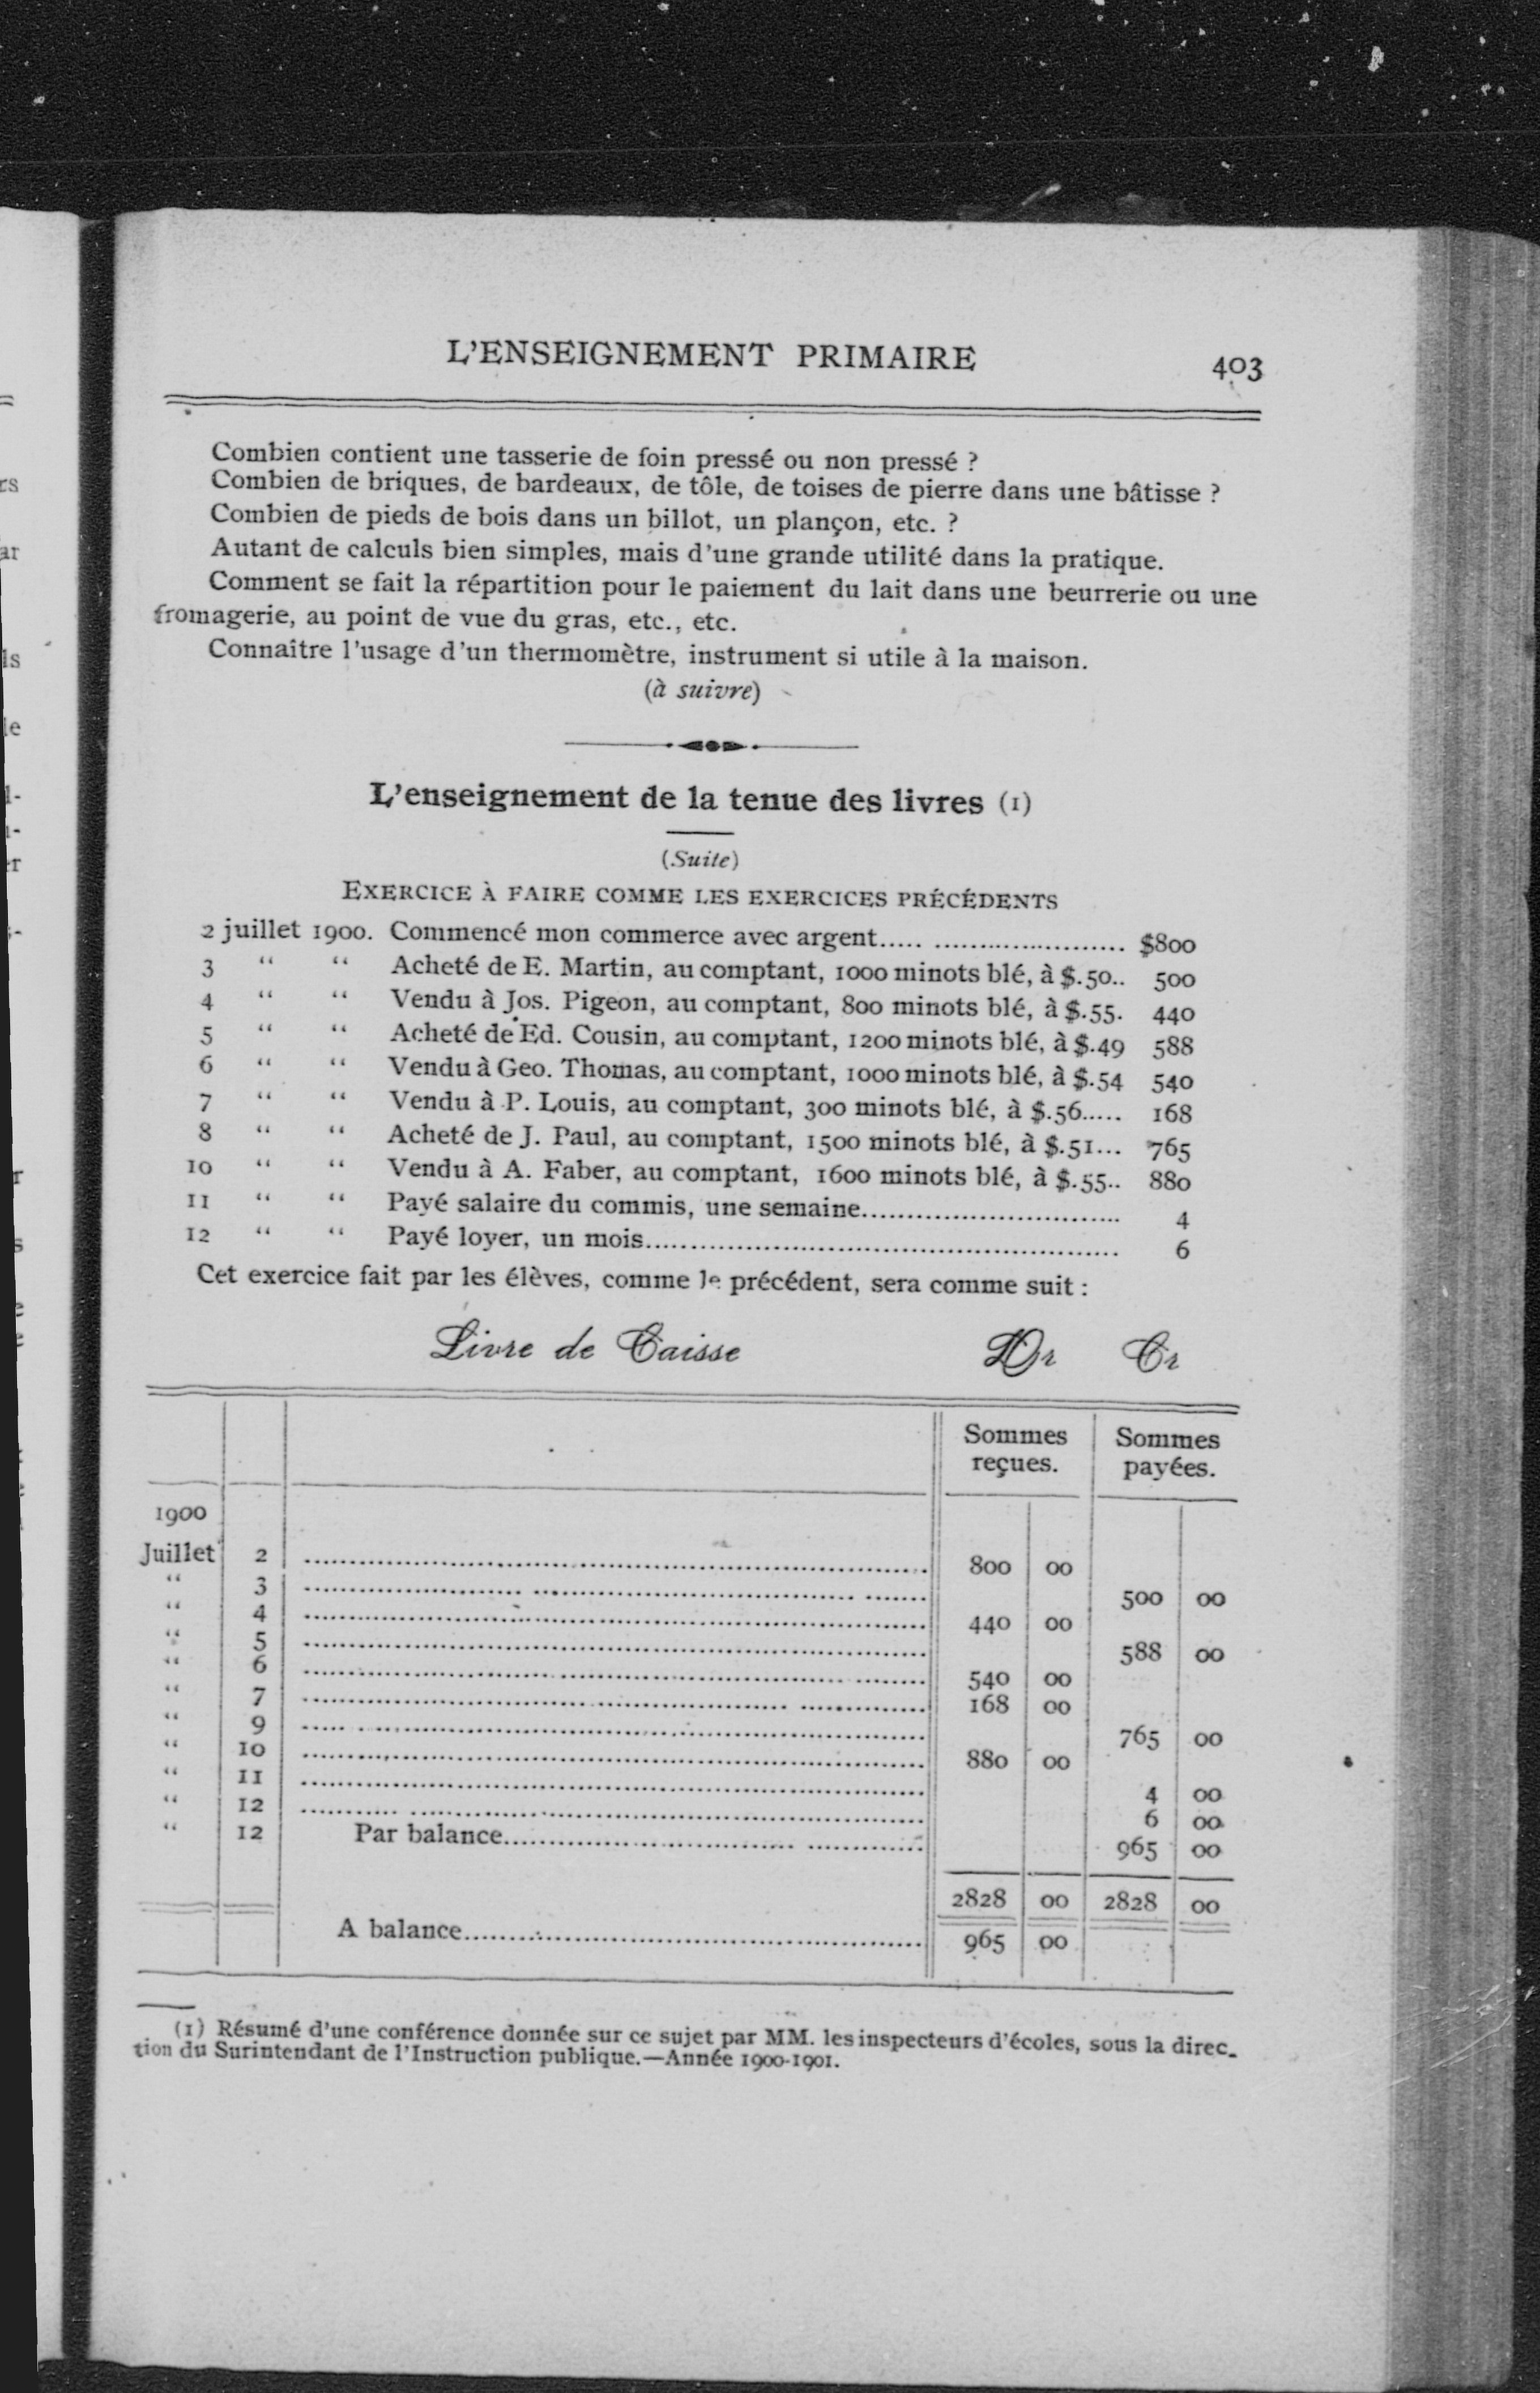 L'ENSEIGNEMENT PRIMAIRE 403
Combien contient une tasserie de foin pressé ou non pressé ?
Combien de briques, de bardeaux, de tôle, de toises de pierre dans une bâtisse ?
Combien de pieds de bois dans un billot, un plançon, etc. ?
Autant de calculs bien simples, mais d'une grande utilité dans la pratique.
Comment se fait la répartition pour le paiement du lait dans une beurrerie ou une
fromagerie, au point de vue du gras, etc., etc.
Connaître l'usage d'un thermomètre, instrument si utile à la maison.
(à suivre)
L'enseignement de la tenue des livres (1)
(Suite)
EXERCICE À FAIRE COMME LES EXERCICES PRÉCÉDENTS
2 juillet 1900. Commencé mon commerce avec argent..... ...................... $800
3 " " Acheté de E. Martin, au comptant, 1000 minots blé, à $.50.. 500
4 " " Vendu à Jos. Pigeon, au comptant, 800 minots blé, à $.55. 440
5 " " Acheté de Ed. Cousin, au comptant, 1200 minots blé, à $.49 588
6 " " Vendu à Geo. Thomas, au comptant, 1000 minots blé, à $.54 540
7 " " Vendu à P. Louis, au comptant, 300 minots blé, à $.56..... 168
8 " " Acheté de J. Paul, au comptant, 1500 minots blé, à $.51... 765
10 " " Vendu à A. Faber, au comptant, 1600 minots blé, à $.55.. 880
11 " " Payé salaire du commis, une semaine............................. 4
12 " " Payé loyer, un mois.................................................... 6
Cet exercice fait par les élèves, comme le précédent, sera comme suit :
Livre de Caisse Dr Cr
Sommes Sommes
reçues. payées.
1900
Juillet 2 ........................................ 800 00
" 3 ........................................ 500 00
" 4 ........................................ 440 00
" 5 ........................................ 588 00
" 6 ........................................ 540 00
" 7 ........................................ 168 00
" 9 ........................................ 765 00
" 10 ........................................ 880 00
" 11 ........................................ 4 00
" 12 ........................................ 6 00
" 12 Par balance........................................ 965 00
2828 00 2828 00
A balance........................................ 965 00
(1) Résumé d'une conférence donnée sur ce sujet par MM. les inspecteurs d'écoles, sous la direc-
tion du Surintendant de l'Instruction publique.—Année 1900-1901.